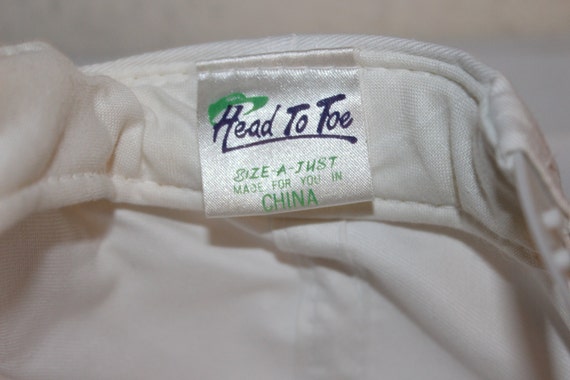 Head To Toe
SIZE-A-JUST
MADE FOR YOU IN
CHINA